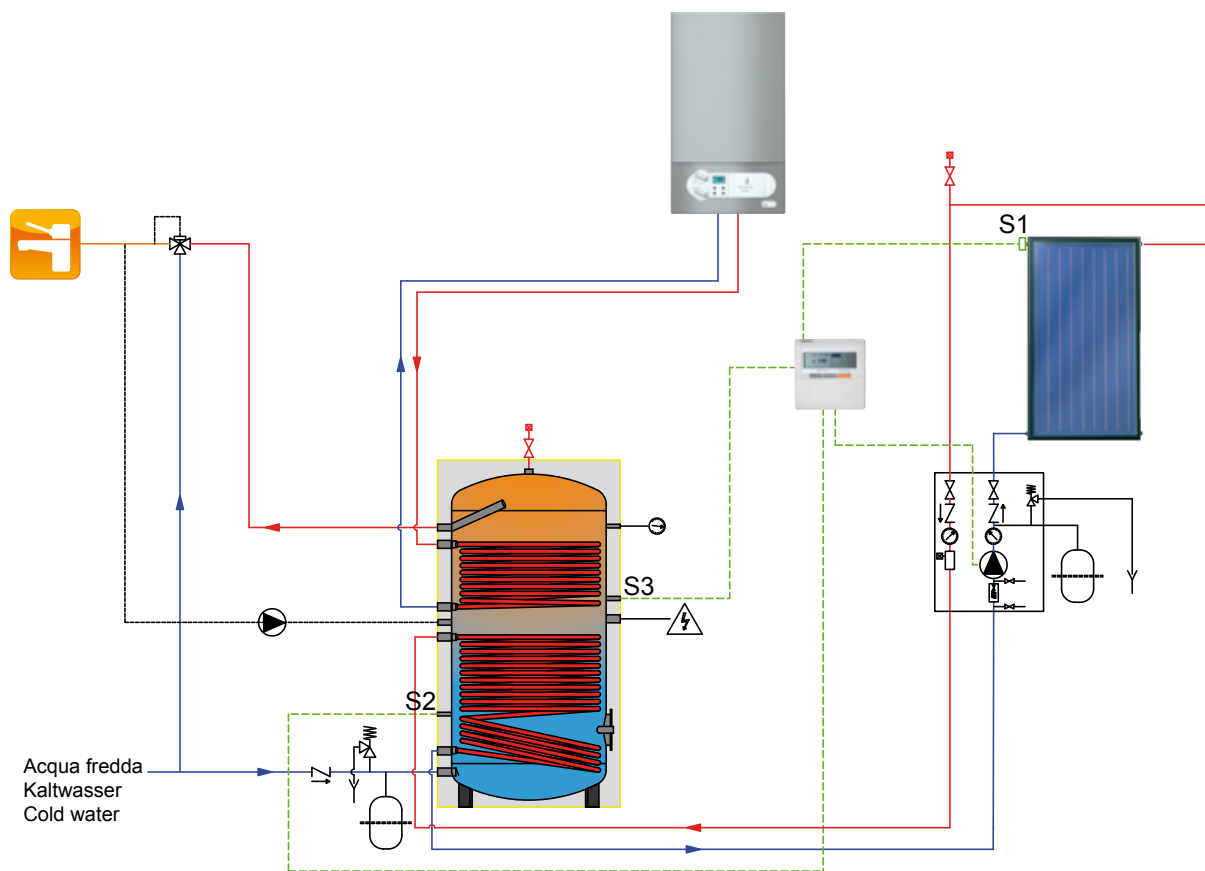 S1
S3
S2
Acqua fredda
Kaltwasser
Cold water